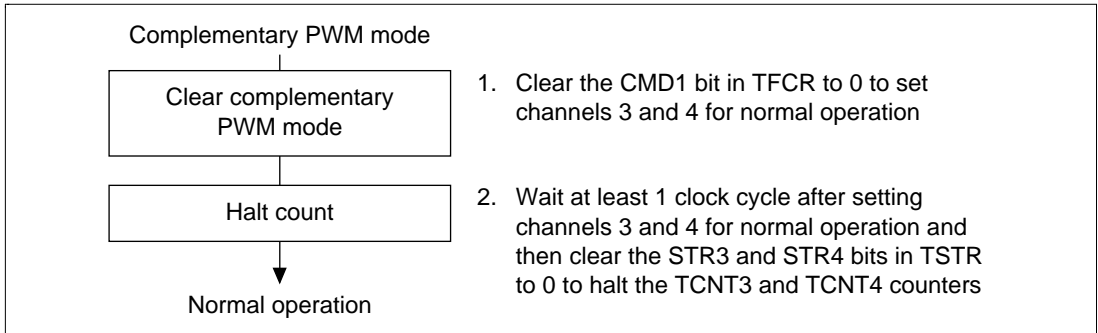 Complementary PWM mode
Clear complementary
PWM mode
1. Clear the CMD1 bit in TFCR to 0 to set
channels 3 and 4 for normal operation
Halt count
2. Wait at least 1 clock cycle after setting
channels 3 and 4 for normal operation and
then clear the STR3 and STR4 bits in TSTR
to 0 to halt the TCNT3 and TCNT4 counters
Normal operation